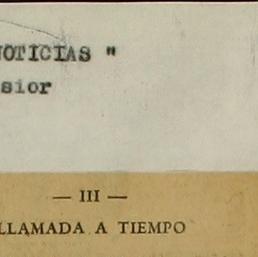 NOTICIAS "
sior
— III —
LLAMADA A TIEMPO